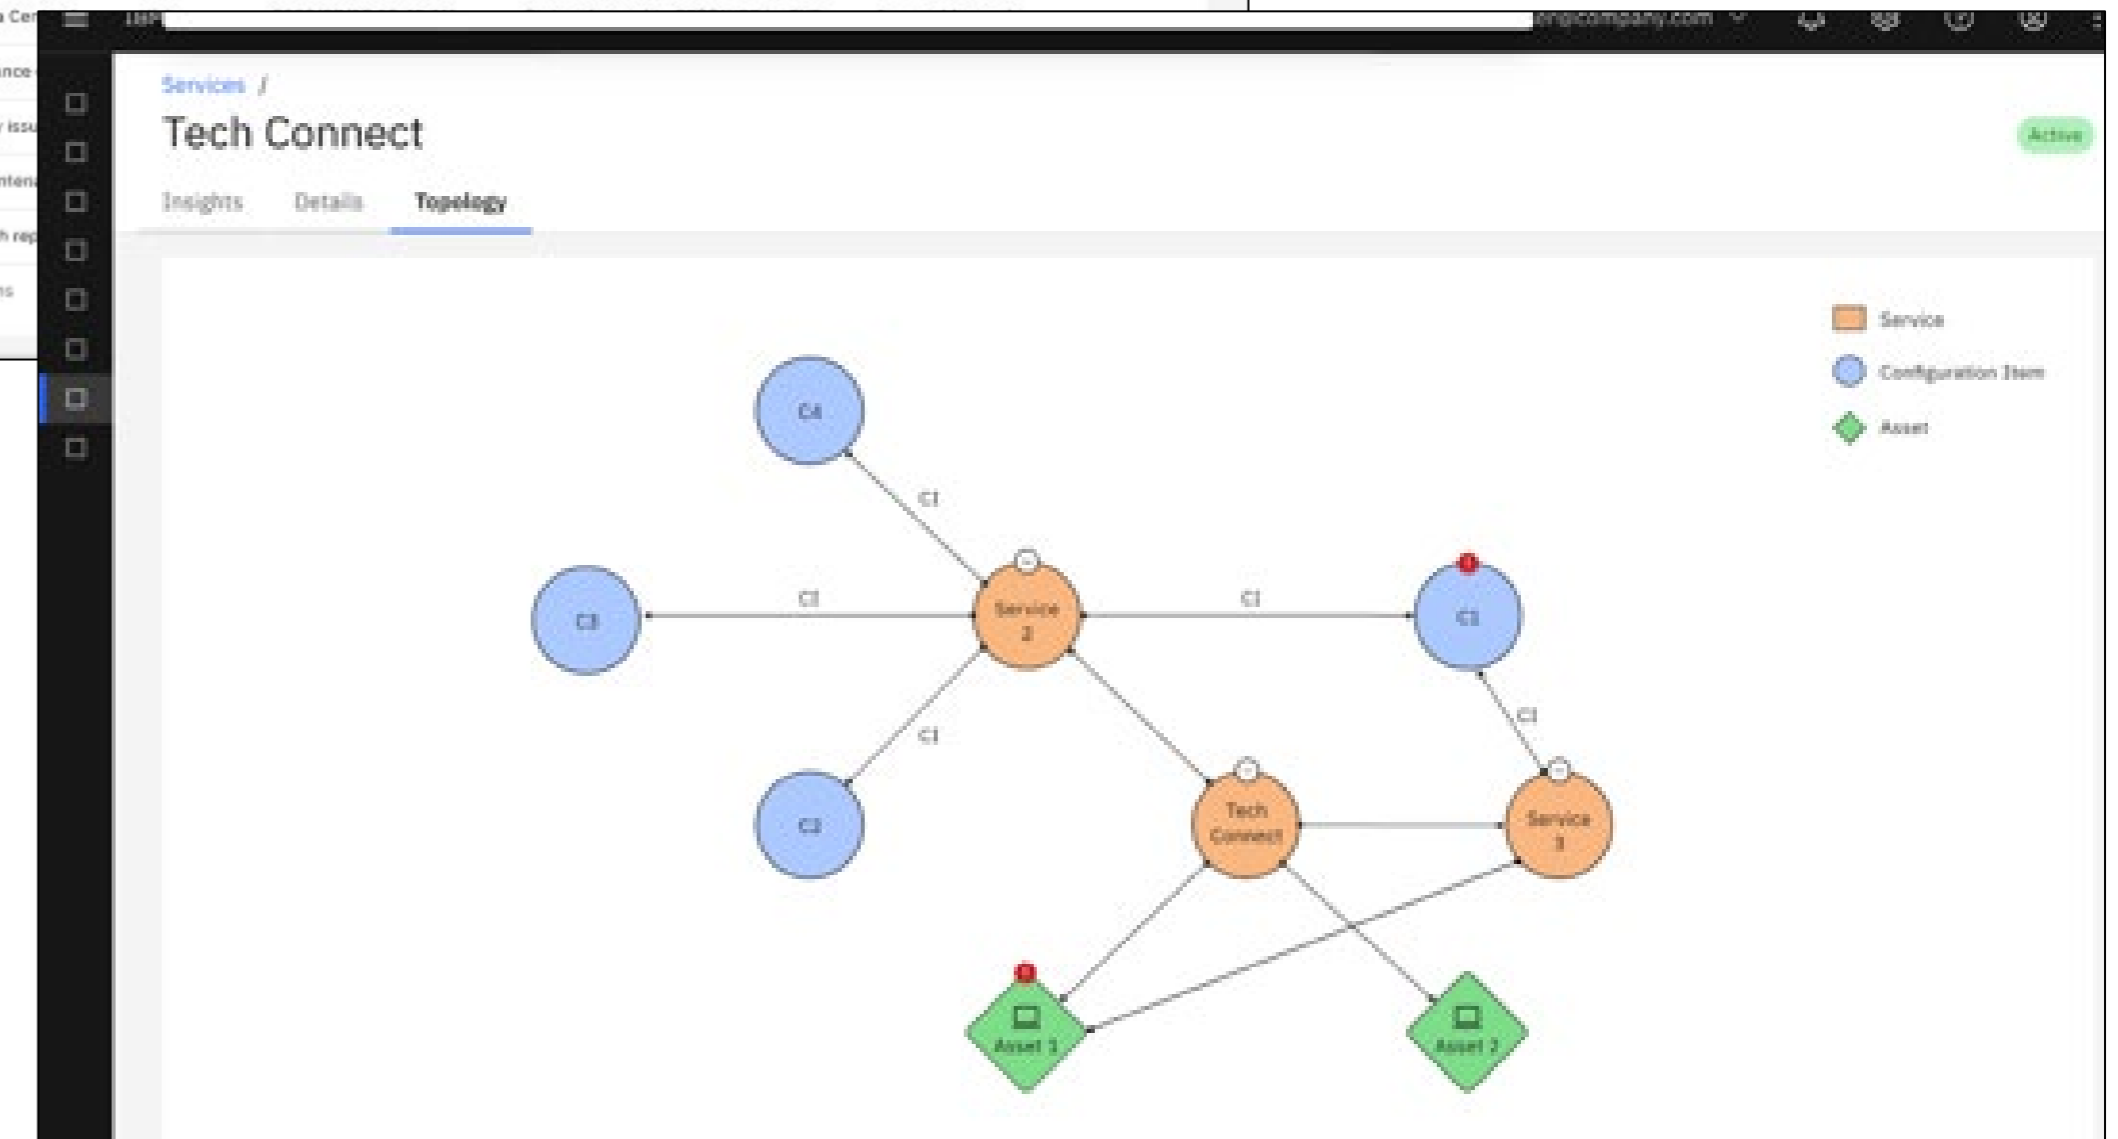 Services /
Tech Connect
Active
Insights Details Topology
Service
Configuration Item
Asset
C4
CI
CI
CI
Service
2
C3
C1
CI
CI
C2
Tech
Connect
Service
3
Asset 1
Asset 2